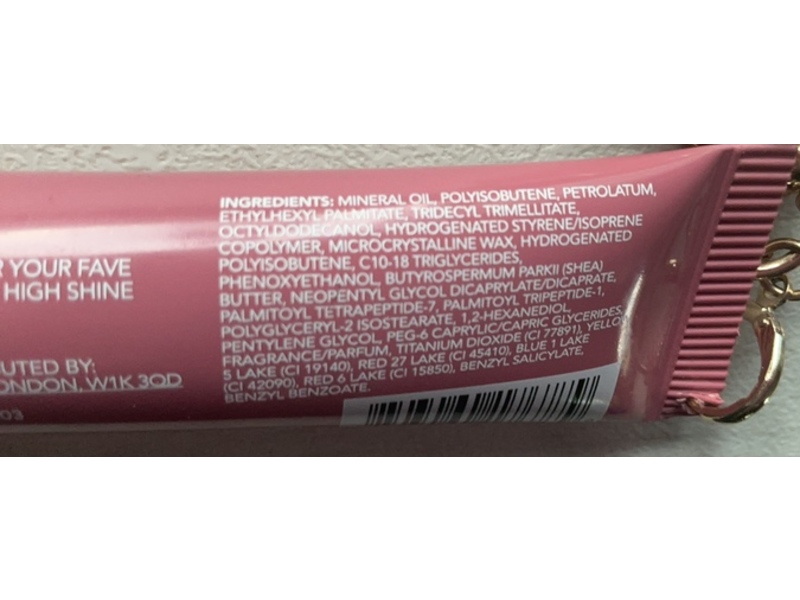 INGREDIENTS: MINERAL OIL, POLYISOBUTENE, PETROLATUM,
ETHYLHEXYL PALMITATE, TRIDECYL TRIMELLITATE,
OCTYLDODECANOL, HYDROGENATED STYRENE/ISOPRENE
COPOLYMER, MICROCRYSTALLINE WAX, HYDROGENATED
POLYISOBUTENE, C10-18 TRIGLYCERIDES,
PHENOXYETHANOL, BUTYROSPERMUM PARKII (SHEA)
BUTTER, NEOPENTYL GLYCOL DICAPRYLATE/DICAPRATE,
PALMITOYL TETRAPEPTIDE-7, PALMITOYL TRIPEPTIDE-1,
POLYGLYCERYL-2 ISOSTEARATE, 1,2-HEXANEDIOL,
PENTYLENE GLYCOL, PEG-6 CAPRYLIC/CAPRIC GLYCERIDES,
FRAGRANCE/PARFUM, TITANIUM DIOXIDE (CI 77891), YELLO
5 LAKE (CI 19140), RED 27 LAKE (CI 45410), BLUE 1 LAKE
(CI 42090), RED 6 LAKE (CI 15850), BENZYL SALICYLATE,
BENZYL BENZOATE.
R YOUR FAVE
HIGH SHINE
UTED BY:
ONDON, W1K 3QD
03